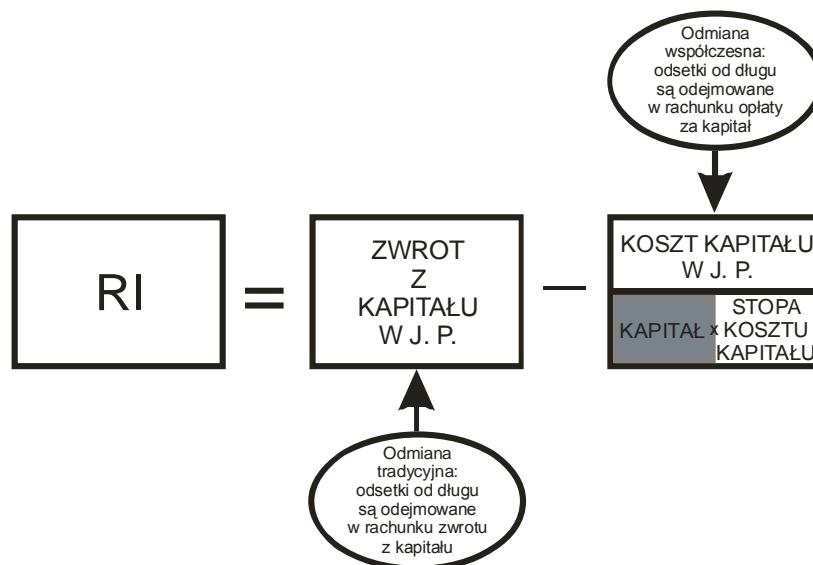 Odmiana
współczesna:
odsetki od długu
są odejmowane
w rachunku opłaty
za kapitał
RI
=
ZWROT
Z
KAPITAŁU
W J. P.
—
KOSZT KAPITAŁU
W J. P.
KAPITAŁ
x
STOPA
KOSZTU
KAPITAŁU
Odmiana
tradycyjna:
odsetki od długu
są odejmowane
w rachunku zwrotu
z kapitału